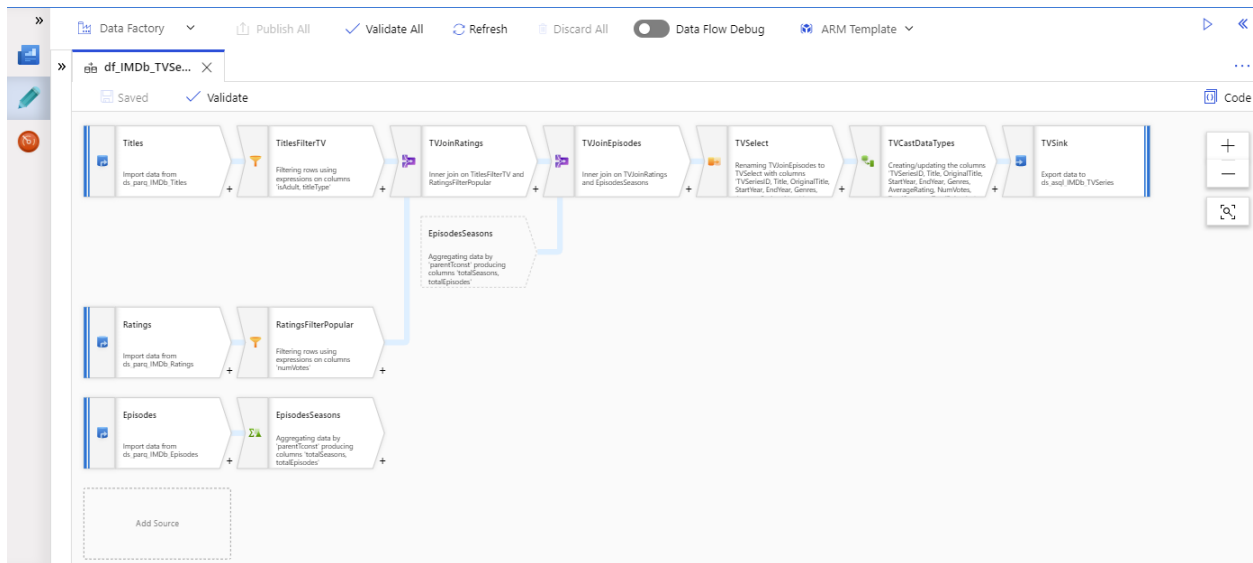 »
Data Factory
Publish All
Validate All
Refresh
Discard All
Data Flow Debug
ARM Template
«
»
df_IMDb_TVSe...
...
Saved
Validate
Code
Titles
Import data from
ds_parq_IMDb_Titles
+
TitlesFilterTV
Filtering rows using
expressions on columns
'isAdult, titleType'
+
TVJoinRatings
Inner join on TitlesFilterTV and
RatingsFilterPopular
+
TVJoinEpisodes
Inner join on TVJoinRatings
and EpisodesSeasons
+
TVSelect
Renaming TVJoinEpisodes to
TVSelect with columns
'TVSeriesID, Title, OriginalTitle,
StartYear, EndYear, Genres,
+
TVCastDataTypes
Creating/updating the columns
'TVSeriesID, Title, OriginalTitle,
StartYear, EndYear, Genres,
AverageRating, NumVotes,
+
TVSink
Export data to
ds_asql_IMDb_TVSeries
EpisodesSeasons
Aggregating data by
'parentTconst' producing
columns 'totalSeasons,
totalEpisodes'
Ratings
Import data from
ds_parq_IMDb_Ratings
+
RatingsFilterPopular
Filtering rows using
expressions on columns
'numVotes'
+
Episodes
Import data from
ds_parq_IMDb_Episodes
+
EpisodesSeasons
Aggregating data by
'parentTconst' producing
columns 'totalSeasons,
totalEpisodes'
+
Add Source